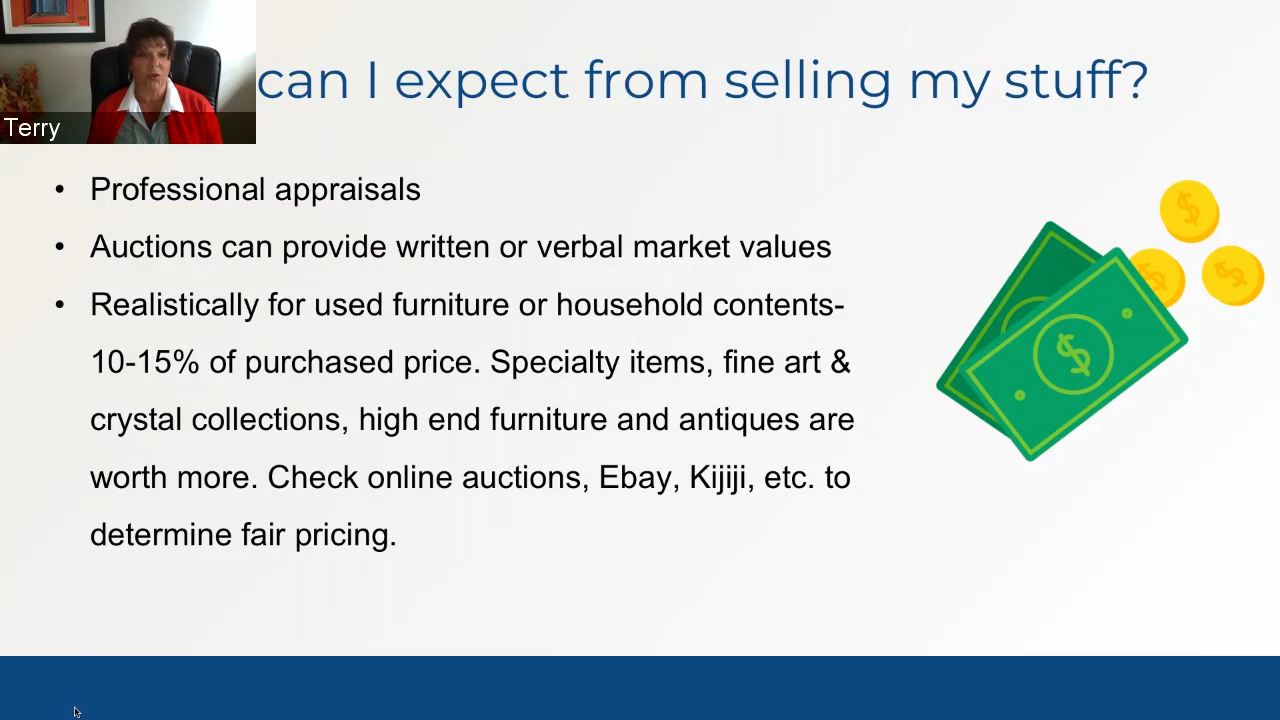 can I expect from selling my stuff?
Terry
• Professional appraisals
• Auctions can provide written or verbal market values
• Realistically for used furniture or household contents-
10-15% of purchased price. Specialty items, fine art &
crystal collections, high end furniture and antiques are
worth more. Check online auctions, Ebay, Kijiji, etc. to
determine fair pricing.